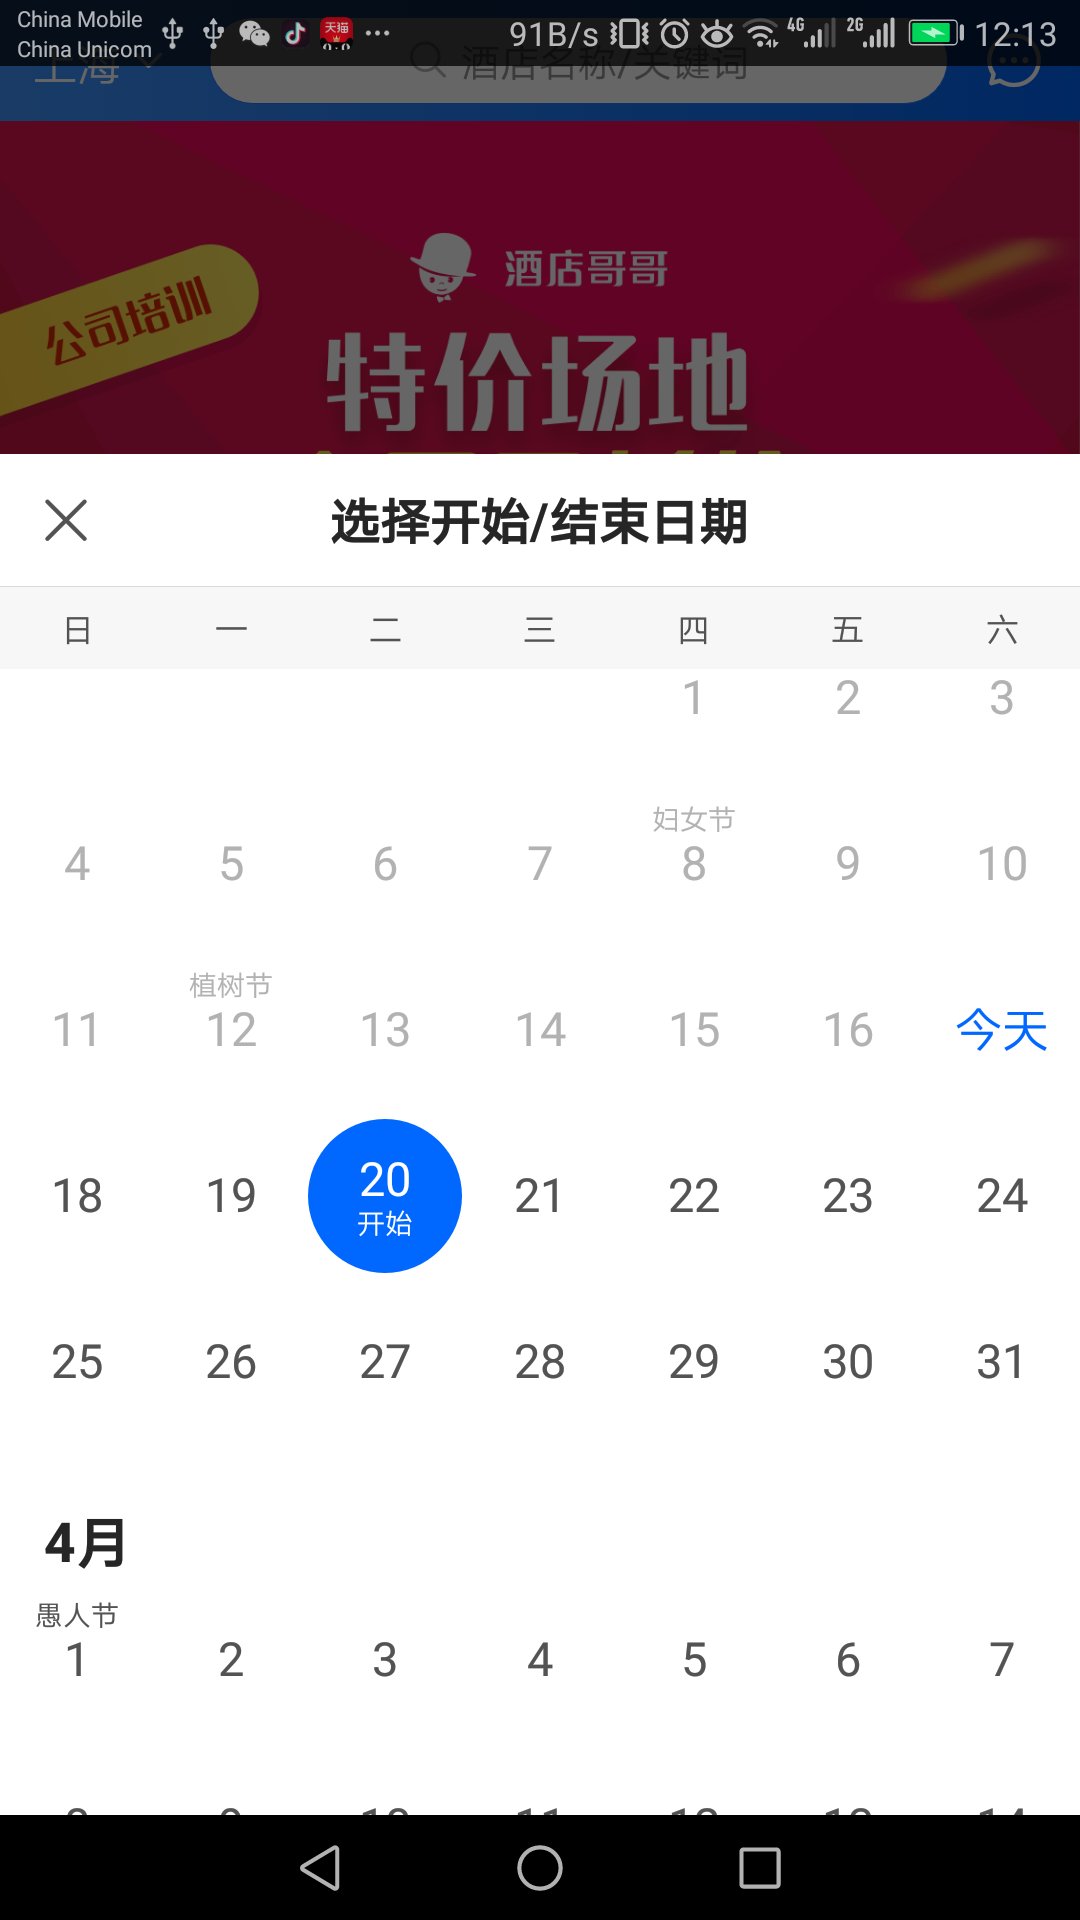 China Mobile
China Unicom
91B/s 4G 2G 12:13
上海
酒店名称/关键词
天猫
酒店哥哥
公司培训
特价场地
选择开始/结束日期
日 一 二 三 四 五 六
1 2 3
妇女节
4 5 6 7 8 9 10
植树节
11 12 13 14 15 16 今天
18 19 20 21 22 23 24
开始
25 26 27 28 29 30 31
4月
愚人节
1 2 3 4 5 6 7